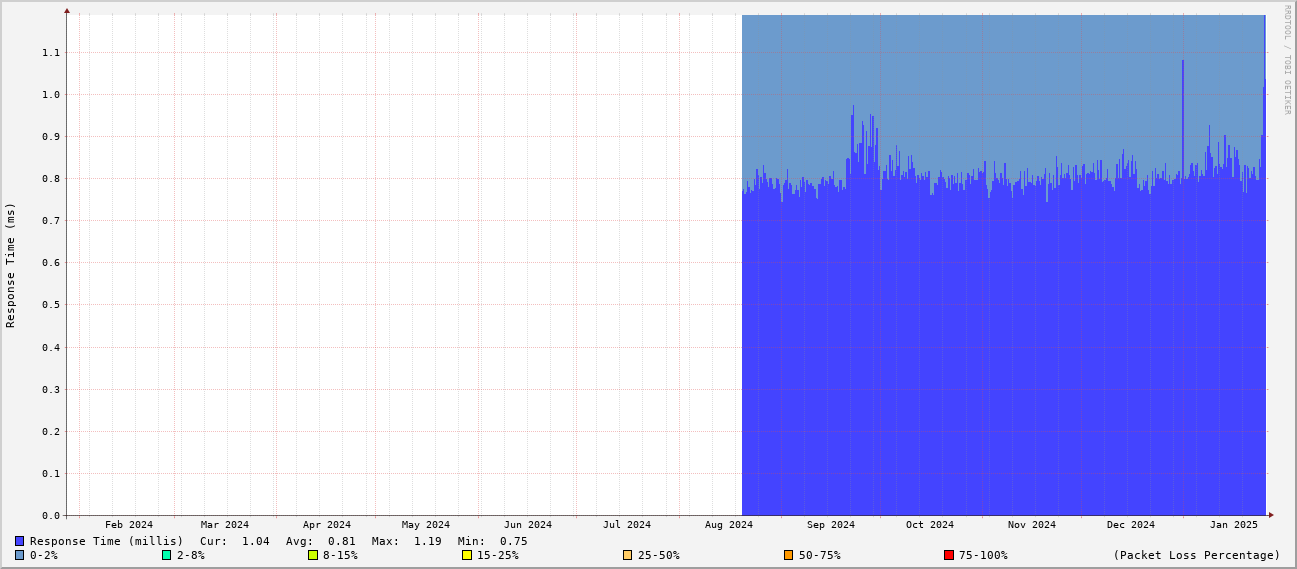 RRDTOOL / TOBI OETIKER
Response Time (ms)
1.1
1.0
0.9
0.8
0.7
0.6
0.5
0.4
0.3
0.2
0.1
0.0
Feb 2024 Mar 2024 Apr 2024 May 2024 Jun 2024 Jul 2024 Aug 2024 Sep 2024 Oct 2024 Nov 2024 Dec 2024 Jan 2025
Response Time (millis) Cur: 1.04 Avg: 0.81 Max: 1.19 Min: 0.75
0-2% 2-8% 8-15% 15-25% 25-50% 50-75% 75-100% (Packet Loss Percentage)